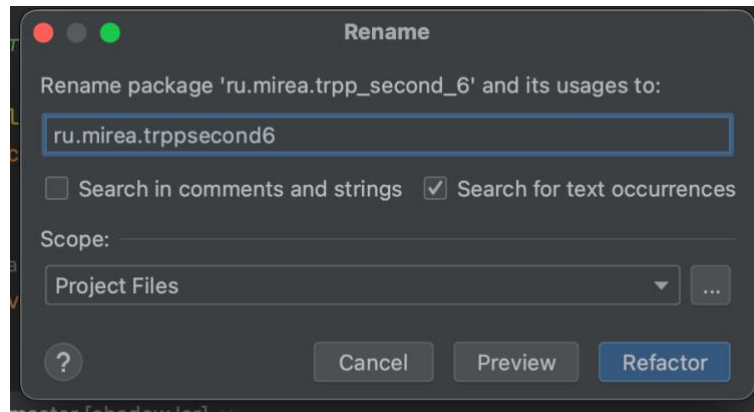 Rename
Rename package 'ru.mirea.trpp_second_6' and its usages to:
ru.mirea.trppsecond6
Search in comments and strings Search for text occurrences
Scope:
Project Files ...
? Cancel Preview Refactor